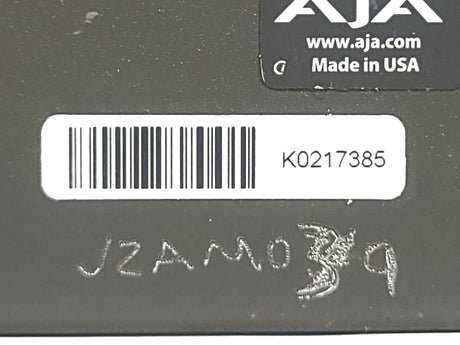 AJA
www.aja.com
Made in USA
K0217385
JZAM039